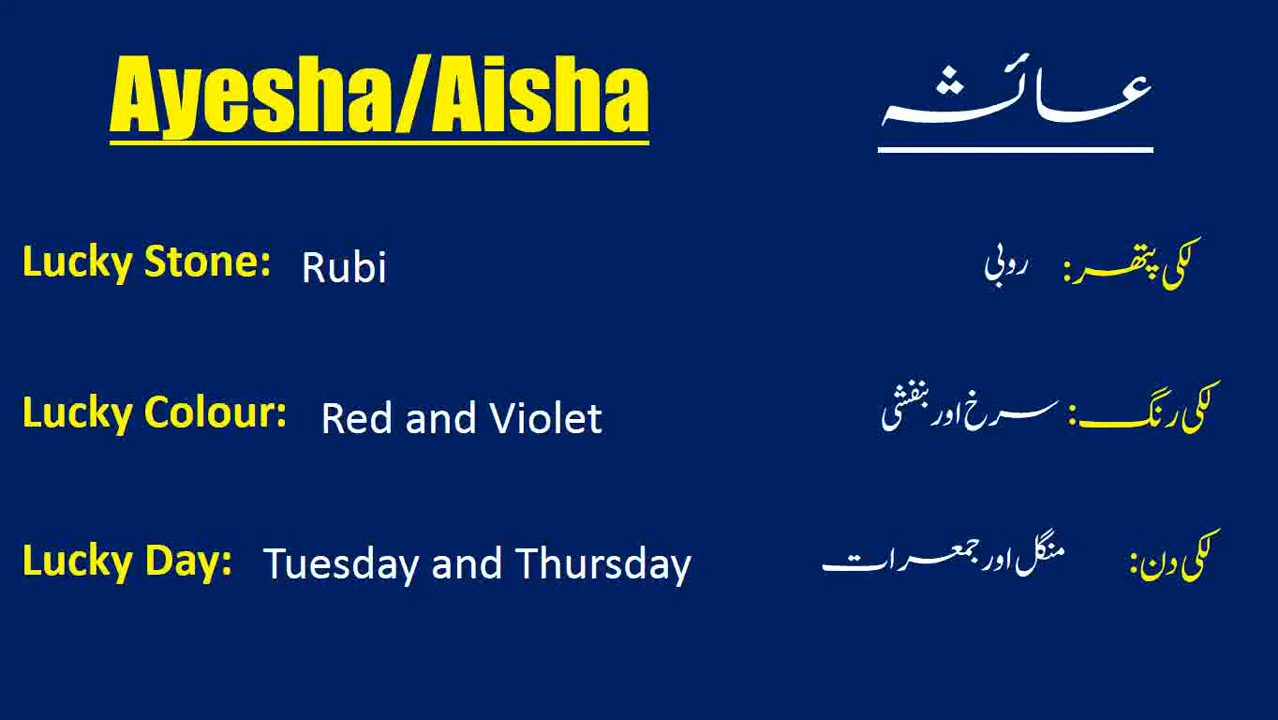 Ayesha/Aisha عائشہ
Lucky Stone: Rubi لکی پتھر: روبی
Lucky Colour: Red and Violet لکی رنگ: سرخ اور بنفشی
Lucky Day: Tuesday and Thursday لکی دن: منگل اور جمعرات